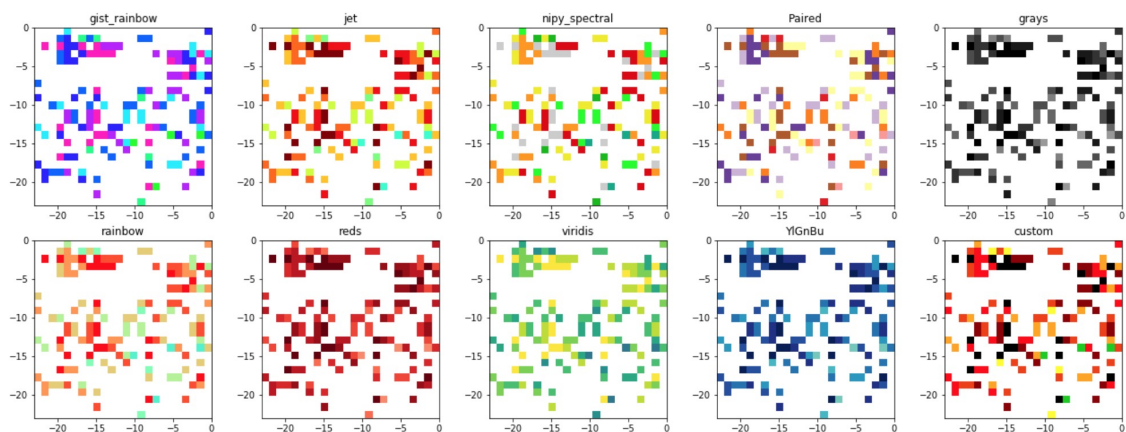 gist_rainbow jet nipy_spectral Paired grays
0 0 0 0 0
−5 −5 −5 −5 −5
−10 −10 −10 −10 −10
−15 −15 −15 −15 −15
−20 −20 −20 −20 −20
−20 −15 −10 −5 0 −20 −15 −10 −5 0 −20 −15 −10 −5 0 −20 −15 −10 −5 0 −20 −15 −10 −5 0
rainbow reds viridis YlGnBu custom
0 0 0 0 0
−5 −5 −5 −5 −5
−10 −10 −10 −10 −10
−15 −15 −15 −15 −15
−20 −20 −20 −20 −20
−20 −15 −10 −5 0 −20 −15 −10 −5 0 −20 −15 −10 −5 0 −20 −15 −10 −5 0 −20 −15 −10 −5 0